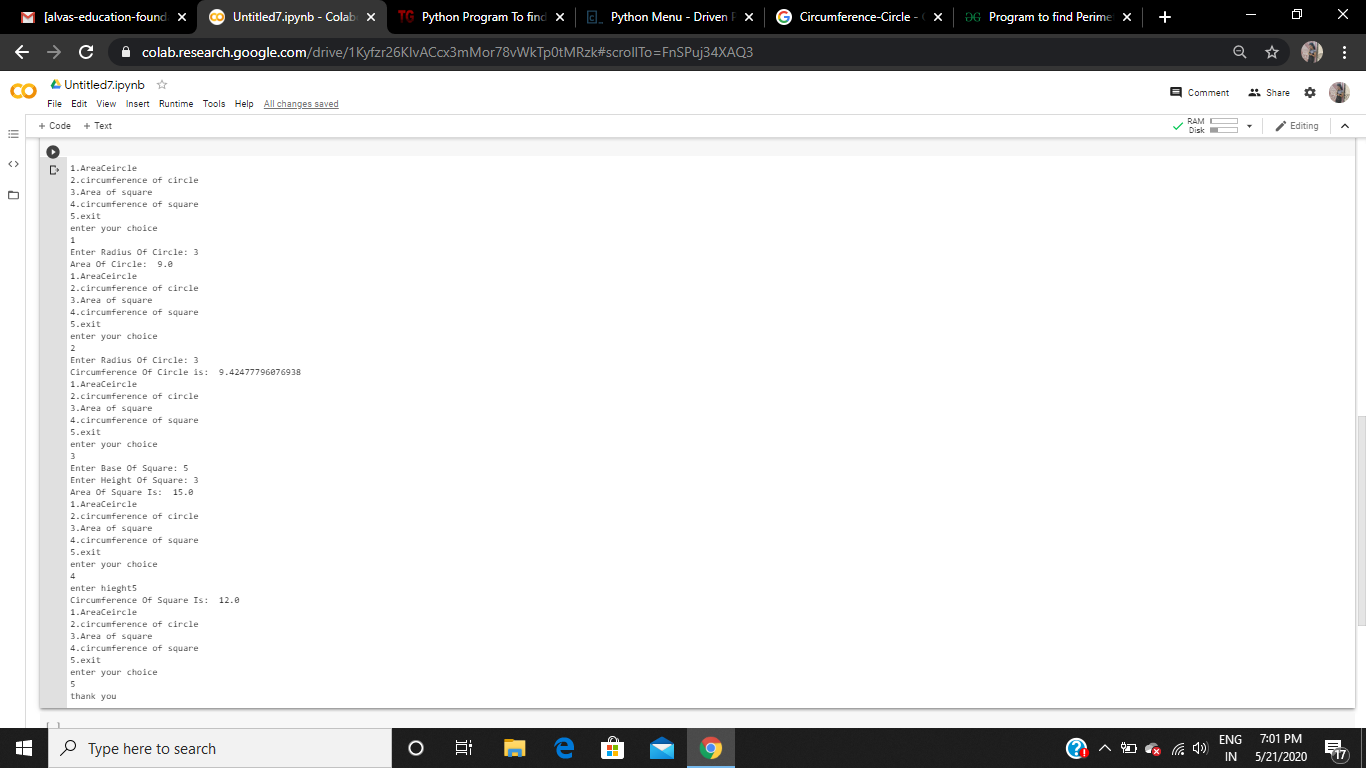 [alvas-education-found
Untitled7.ipynb - Colab
Python Program To find
TG
Python Menu - Driven P
Circumference-Circle -
Program to find Perime
colab.research.google.com/drive/1Kyfzr26KIvACcx3mMor78vWkTp0tMRzk#scrollTo=FnSPuj34XAQ3
Untitled7.ipynb
File Edit View Insert Runtime Tools Help All changes saved
Comment Share
+ Code + Text
RAM
Disk
Editing
1.AreaCeircle
2.circumference of circle
3.Area of square
4.circumference of square
5.exit
enter your choice
1
Enter Radius Of Circle: 3
Area Of Circle: 9.0
1.AreaCeircle
2.circumference of circle
3.Area of square
4.circumference of square
5.exit
enter your choice
2
Enter Radius Of Circle: 3
Circumference Of Circle is: 9.42477796076938
1.AreaCeircle
2.circumference of circle
3.Area of square
4.circumference of square
5.exit
enter your choice
3
Enter Base Of Square: 5
Enter Height Of Square: 3
Area Of Square Is: 15.0
1.AreaCeircle
2.circumference of circle
3.Area of square
4.circumference of square
5.exit
enter your choice
4
enter hieght5
Circumference Of Square Is: 12.0
1.AreaCeircle
2.circumference of circle
3.Area of square
4.circumference of square
5.exit
enter your choice
5
thank you
[ ]
Type here to search
ENG
IN
7:01 PM
5/21/2020
17